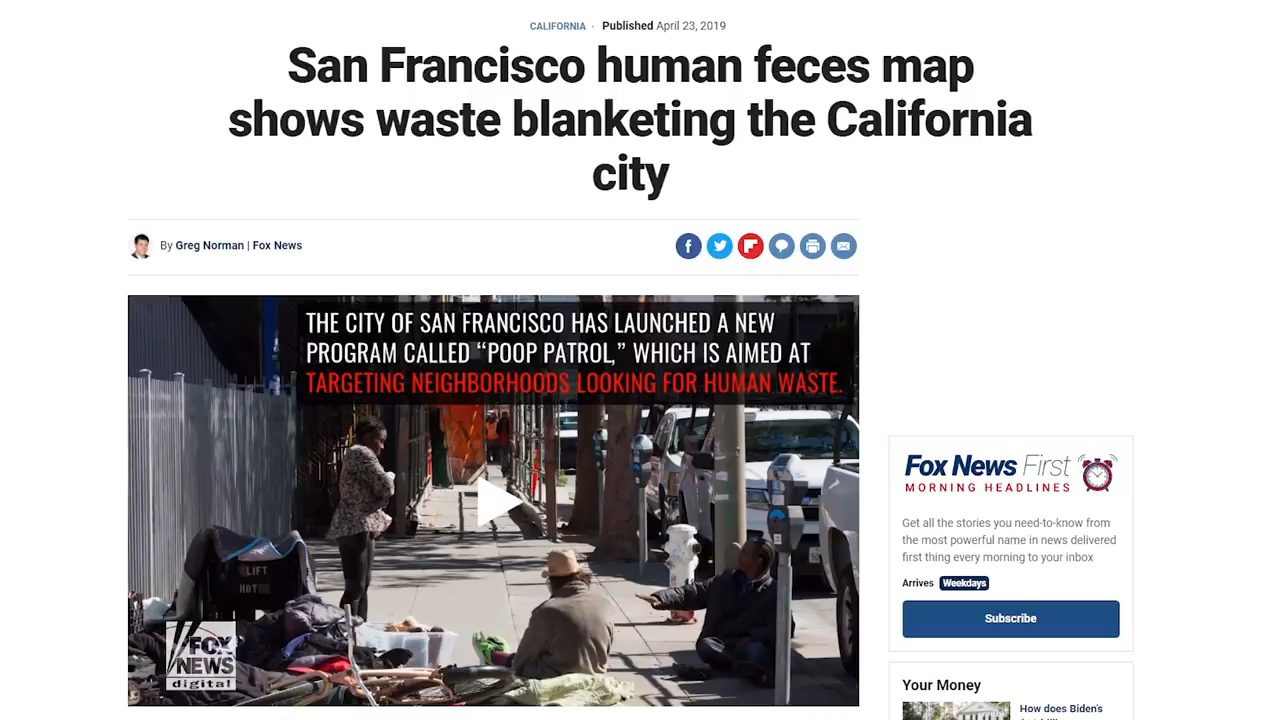 CALIFORNIA · Published April 23, 2019
San Francisco human feces map
shows waste blanketing the California
city
By Greg Norman | Fox News
THE CITY OF SAN FRANCISCO HAS LAUNCHED A NEW
PROGRAM CALLED “POOP PATROL,” WHICH IS AIMED AT
TARGETING NEIGHBORHOODS LOOKING FOR HUMAN WASTE.
LIFT
HOT
FOX
NEWS
digital
Fox News First
MORNING HEADLINES
Get all the stories you need-to-know from
the most powerful name in news delivered
first thing every morning to your inbox
Arrives Weekdays
Subscribe
Your Money
How does Biden's